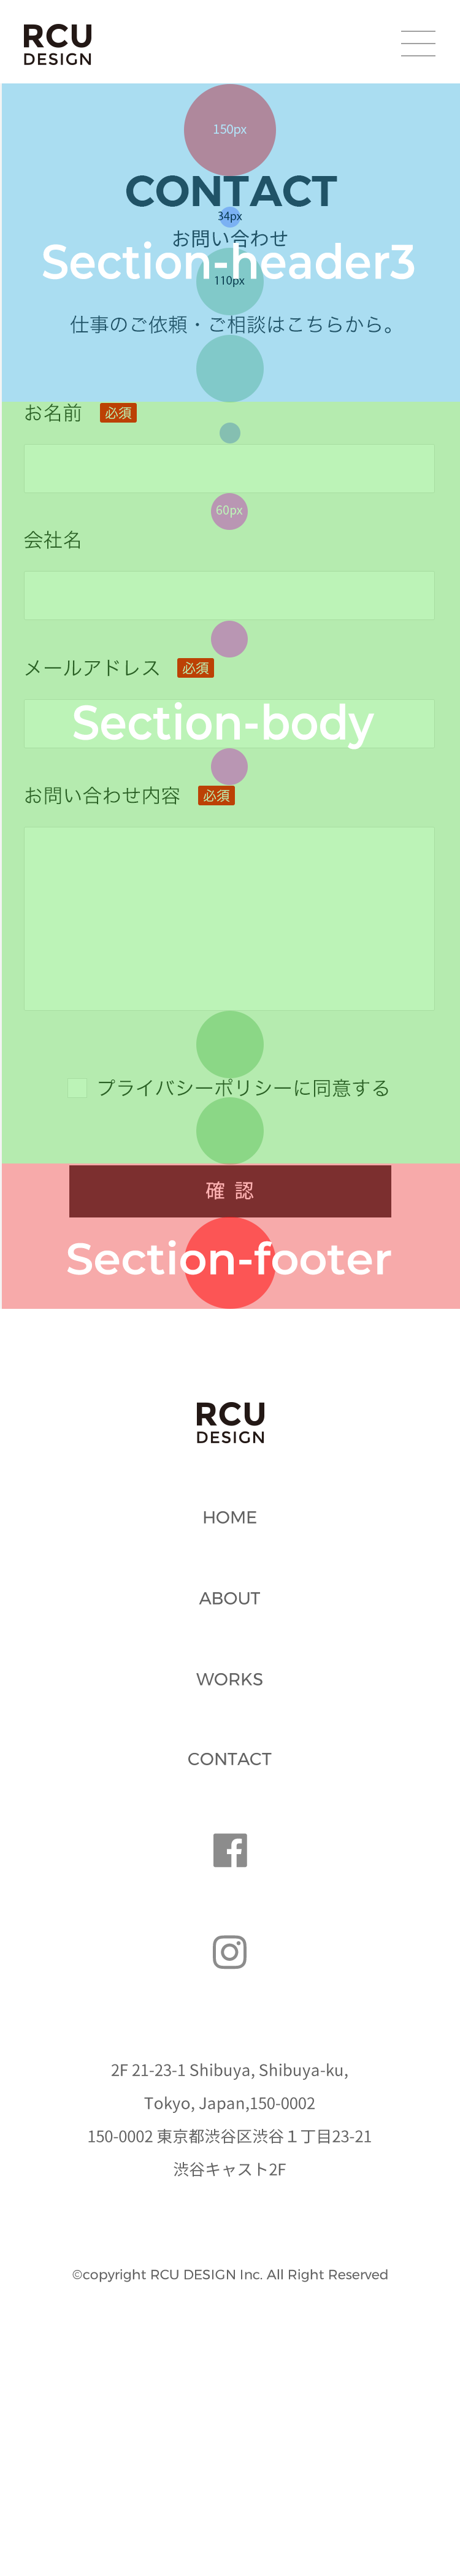 RCU
DESIGN
150px
CONTACT
34px
お問い合わせ
Section-header3
110px
仕事のご依頼・ご相談はこちらから。
お名前 必須
60px
会社名
メールアドレス 必須
Section-body
お問い合わせ内容 必須
プライバシーポリシーに同意する
確 認
Section-footer
RCU
DESIGN
HOME
ABOUT
WORKS
CONTACT
2F 21-23-1 Shibuya, Shibuya-ku,
Tokyo, Japan,150-0002
150-0002 東京都渋谷区渋谷１丁目23-21
渋谷キャスト2F
©copyright RCU DESIGN Inc. All Right Reserved